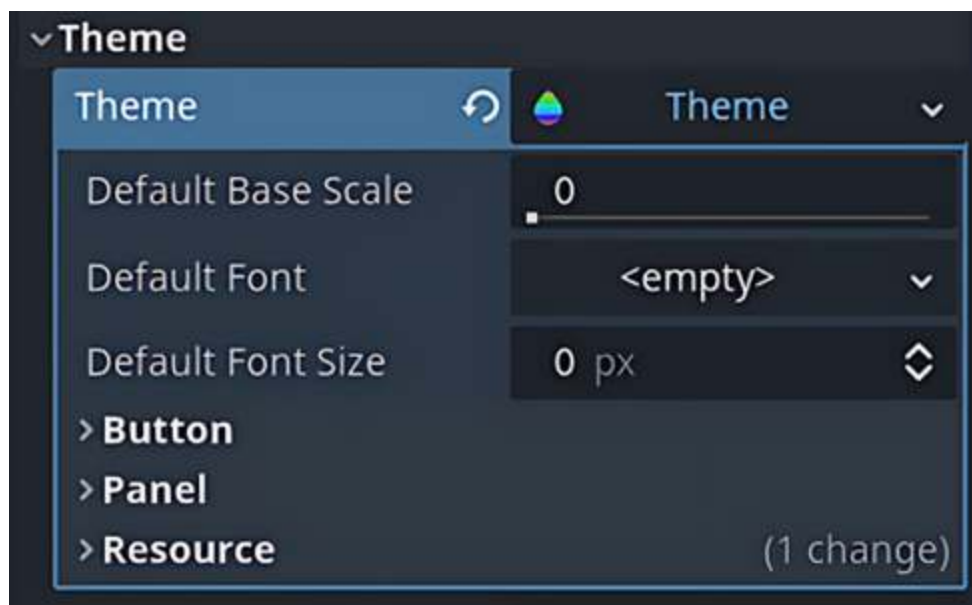 Theme
Theme Theme
Default Base Scale 0
Default Font <empty>
Default Font Size 0 px
Button
Panel
Resource (1 change)